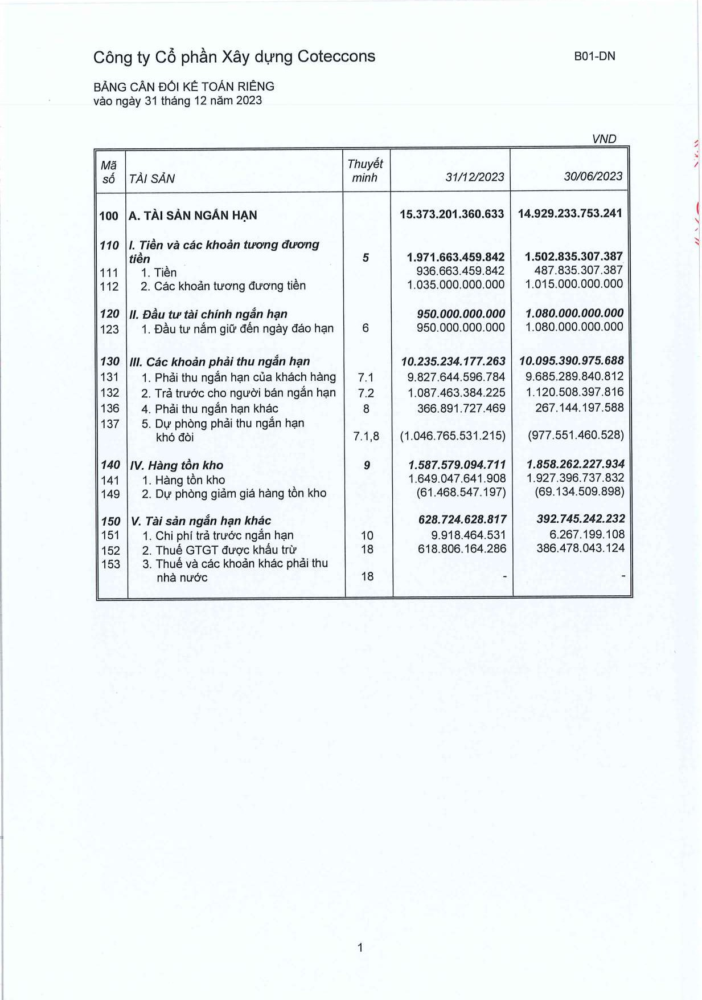 Công ty Cổ phần Xây dựng Coteccons B01-DN
BẢNG CÂN ĐỐI KẾ TOÁN RIÊNG
vào ngày 31 tháng 12 năm 2023
VND
Mã số TÀI SẢN Thuyết minh 31/12/2023 30/06/2023
100 A. TÀI SẢN NGẮN HẠN 15.373.201.360.633 14.929.233.753.241
110 I. Tiền và các khoản tương đương
tiền 5 1.971.663.459.842 1.502.835.307.387
111 1. Tiền 936.663.459.842 487.835.307.387
112 2. Các khoản tương đương tiền 1.035.000.000.000 1.015.000.000.000
120 II. Đầu tư tài chính ngắn hạn 950.000.000.000 1.080.000.000.000
123 1. Đầu tư nắm giữ đến ngày đáo hạn 6 950.000.000.000 1.080.000.000.000
130 III. Các khoản phải thu ngắn hạn 10.235.234.177.263 10.095.390.975.688
131 1. Phải thu ngắn hạn của khách hàng 7.1 9.827.644.596.784 9.685.289.840.812
132 2. Trả trước cho người bán ngắn hạn 7.2 1.087.463.384.225 1.120.508.397.816
136 4. Phải thu ngắn hạn khác 8 366.891.727.469 267.144.197.588
137 5. Dự phòng phải thu ngắn hạn
khó đòi 7.1,8 (1.046.765.531.215) (977.551.460.528)
140 IV. Hàng tồn kho 9 1.587.579.094.711 1.858.262.227.934
141 1. Hàng tồn kho 1.649.047.641.908 1.927.396.737.832
149 2. Dự phòng giảm giá hàng tồn kho (61.468.547.197) (69.134.509.898)
150 V. Tài sản ngắn hạn khác 628.724.628.817 392.745.242.232
151 1. Chi phí trả trước ngắn hạn 10 9.918.464.531 6.267.199.108
152 2. Thuế GTGT được khấu trừ 18 618.806.164.286 386.478.043.124
153 3. Thuế và các khoản khác phải thu
nhà nước 18 - -
1